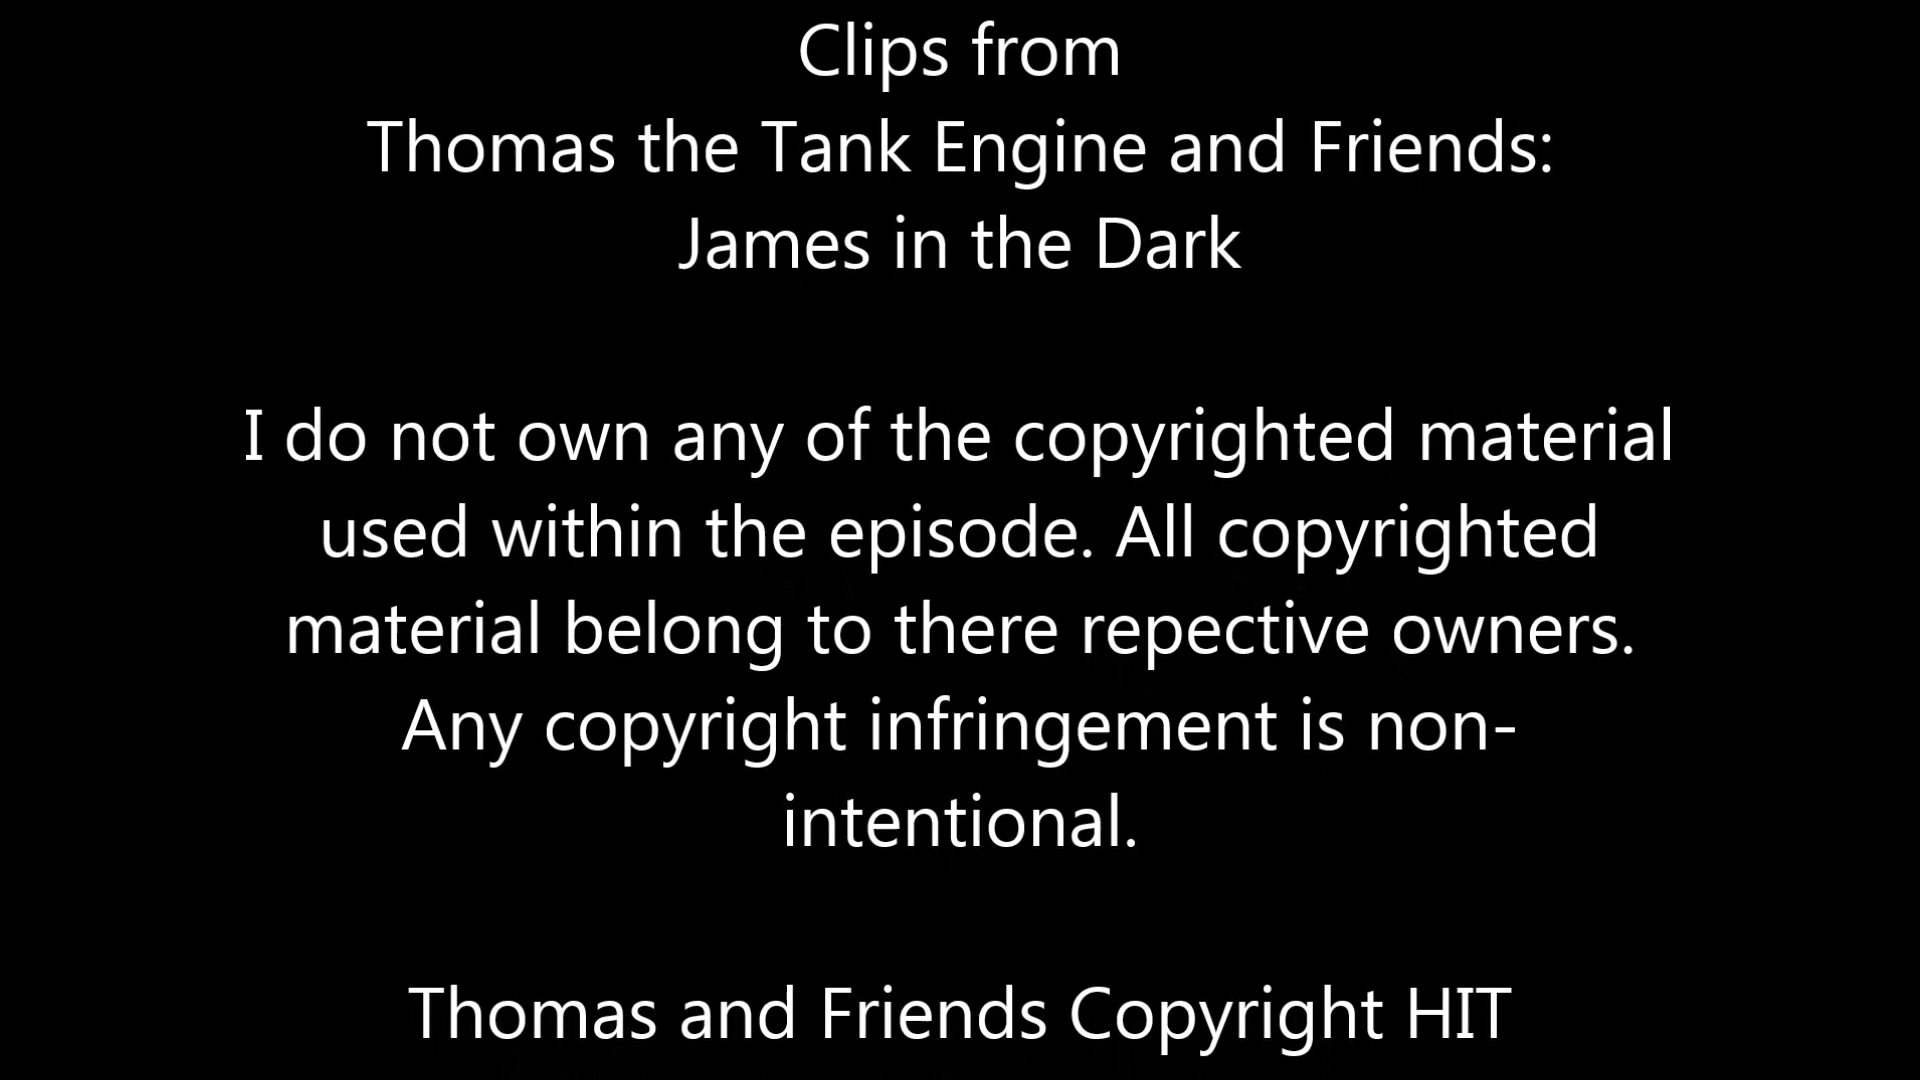 Clips from
Thomas the Tank Engine and Friends:
James in the Dark
I do not own any of the copyrighted material
used within the episode. All copyrighted
material belong to there repective owners.
Any copyright infringement is non-
intentional.
Thomas and Friends Copyright HIT